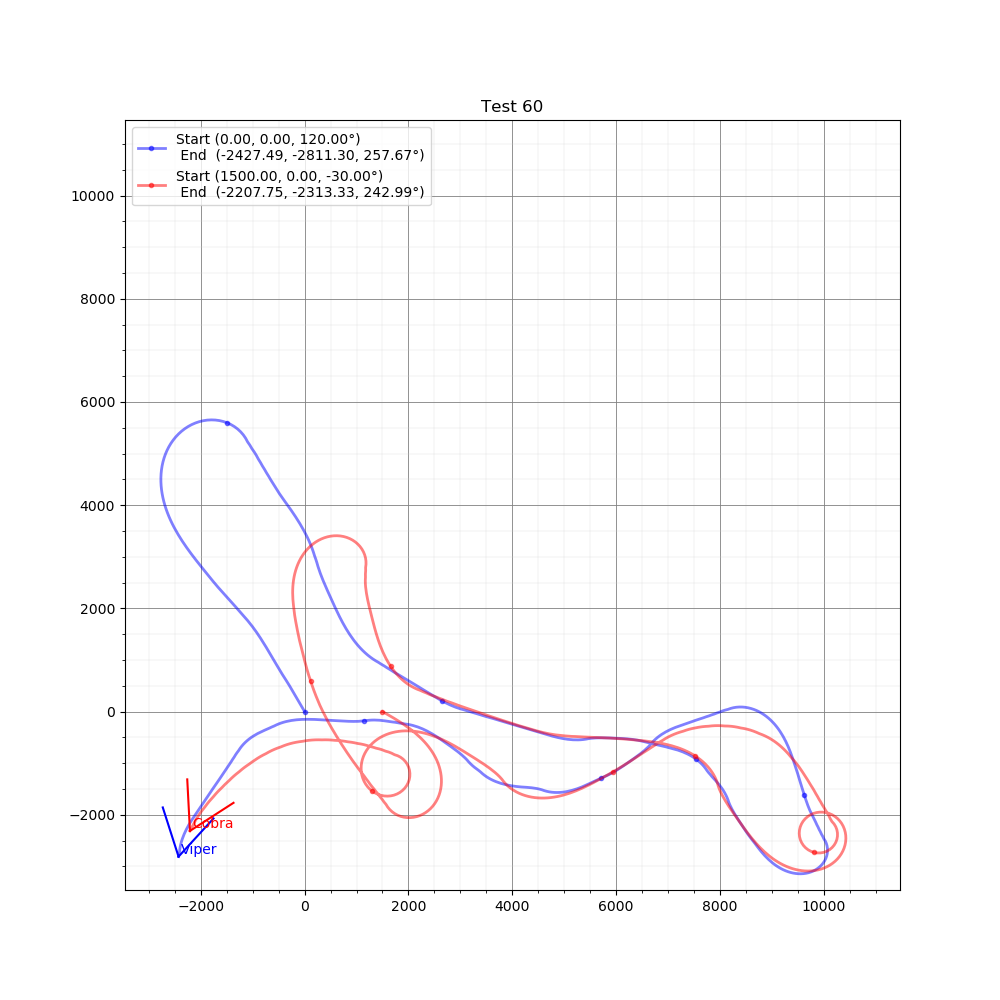 Test 60
Start (0.00, 0.00, 120.00°)
End (-2427.49, -2811.30, 257.67°)
Start (1500.00, 0.00, -30.00°)
End (-2207.75, -2313.33, 242.99°)
10000
8000
6000
4000
2000
0
−2000
Cobra
Viper
−2000
0
2000
4000
6000
8000
10000